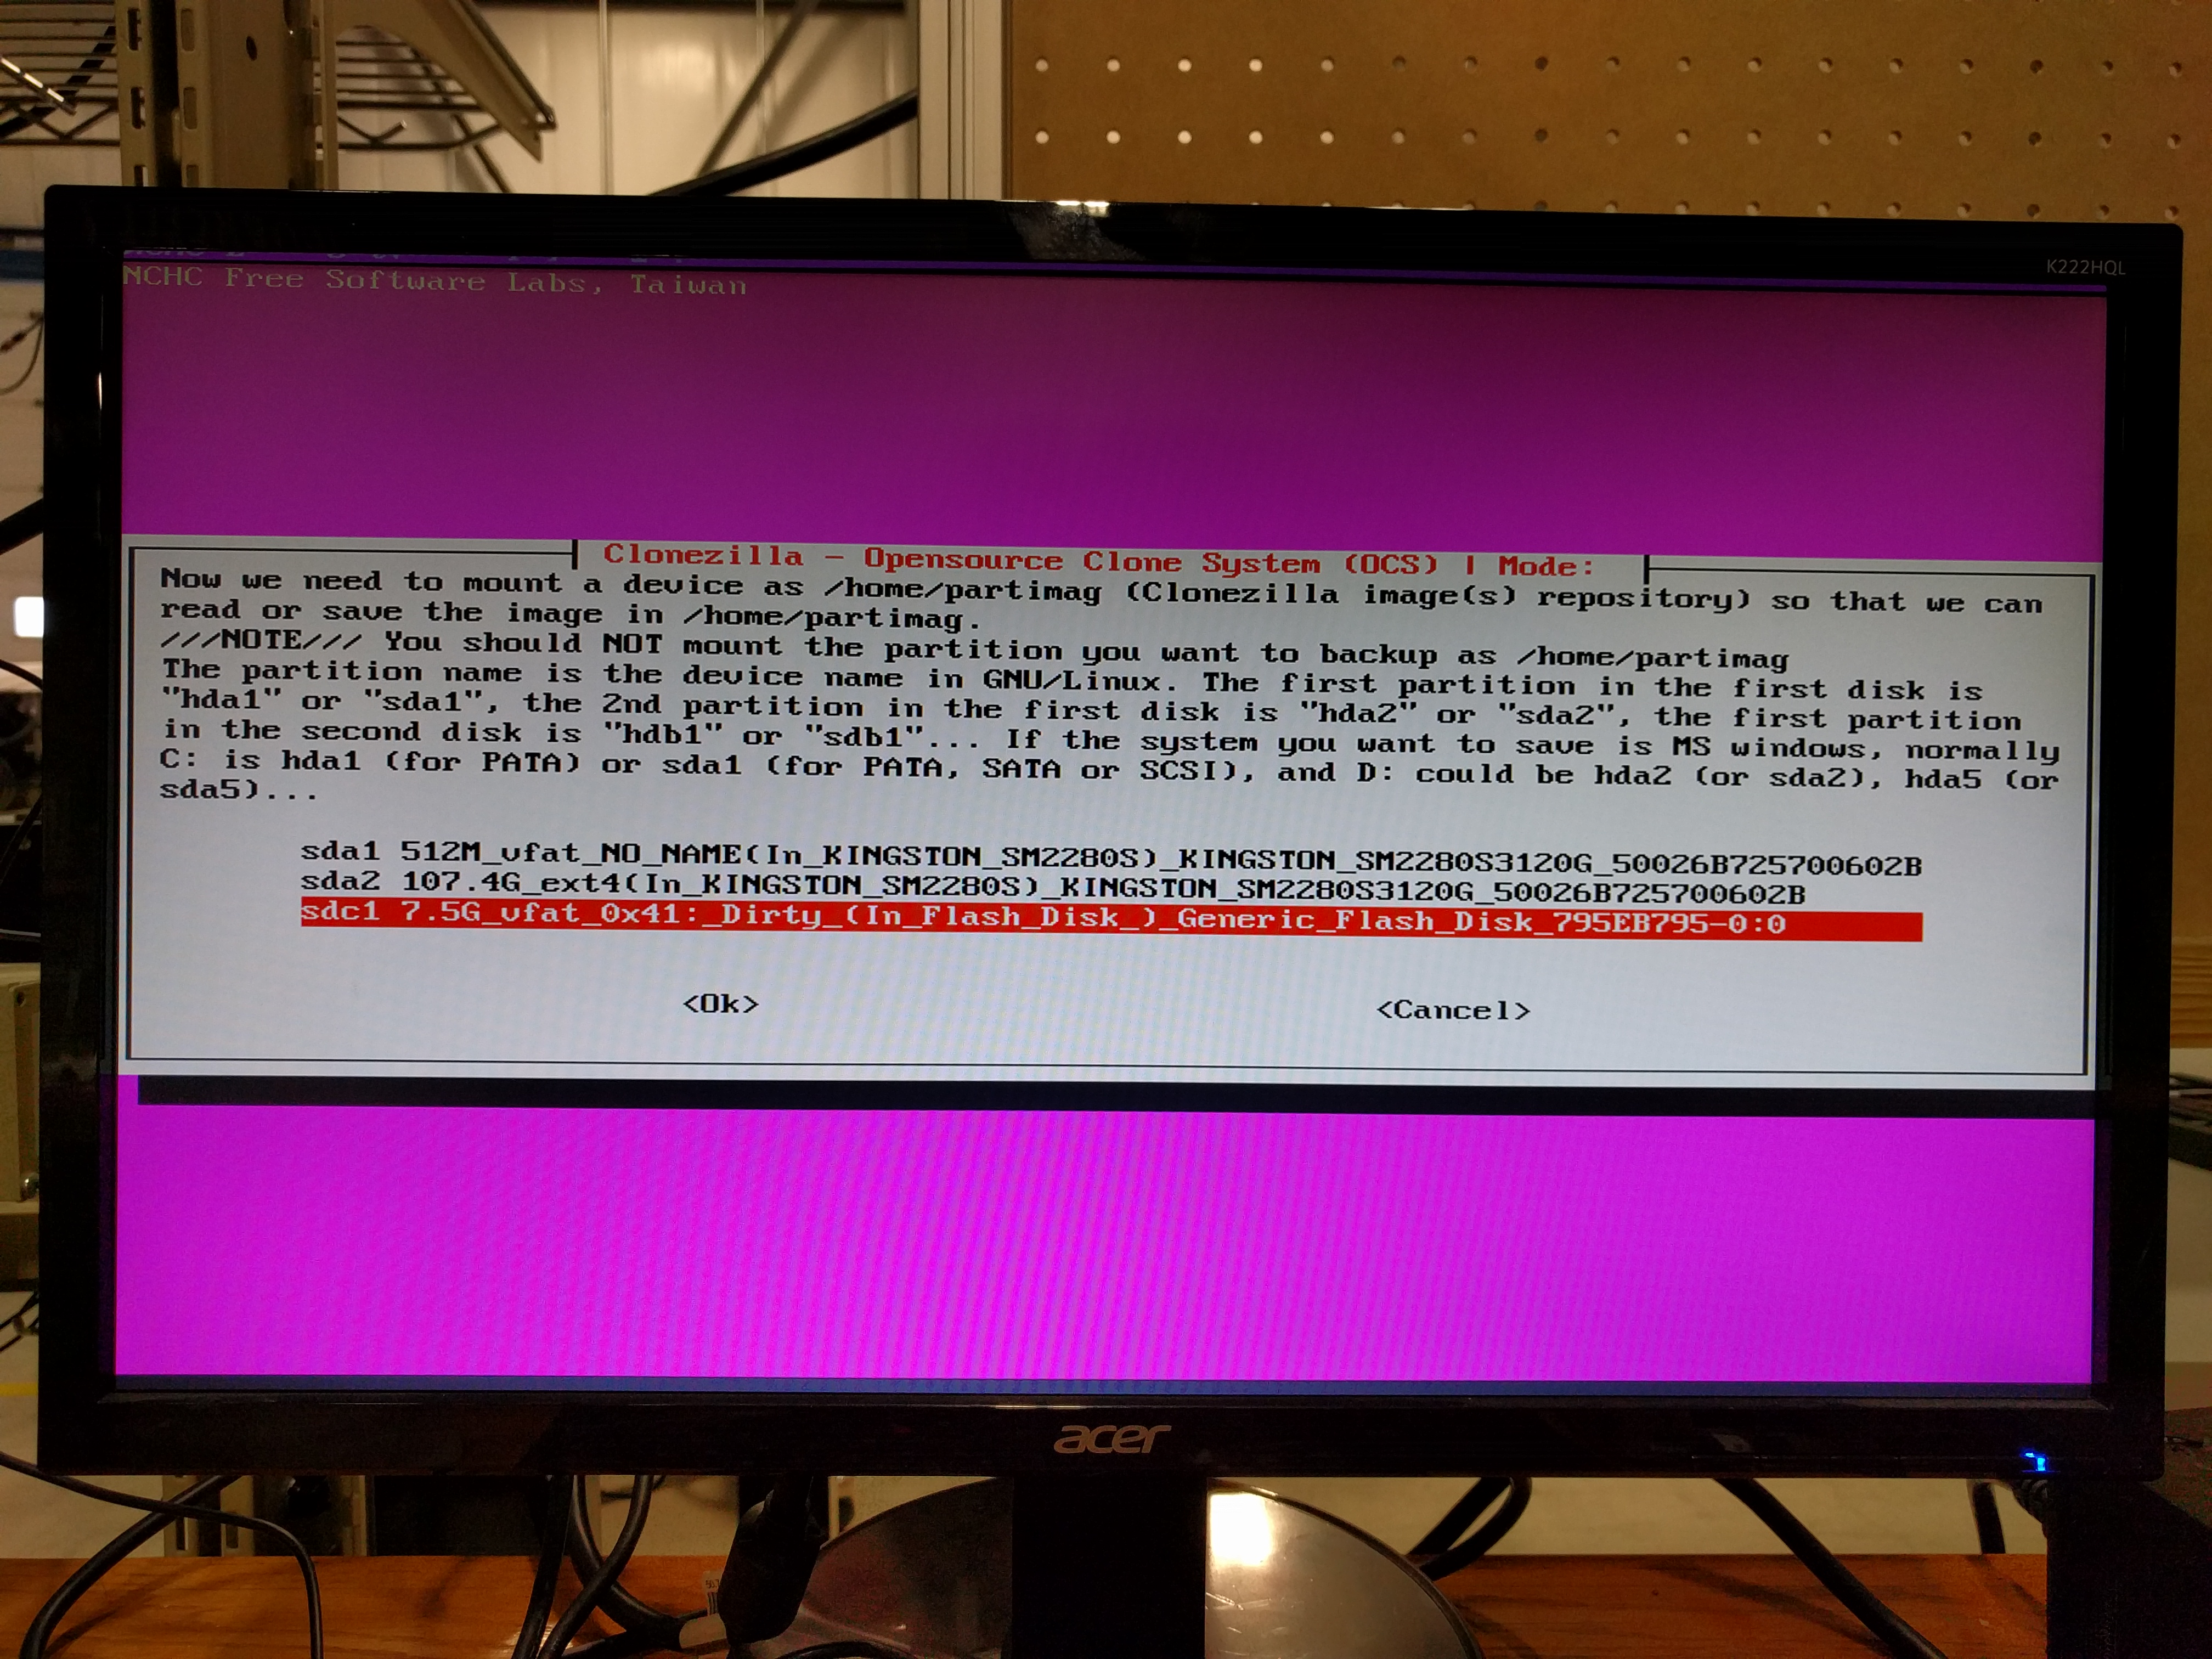 K222HQL
NCHC Free Software Labs, Taiwan
Clonezilla - Opensource Clone System (OCS) | Mode:
Now we need to mount a device as /home/partimag (Clonezilla image(s) repository) so that we can
read or save the image in /home/partimag.
///NOTE/// You should NOT mount the partition you want to backup as /home/partimag
The partition name is the device name in GNU/Linux. The first partition in the first disk is
"hda1" or "sda1", the 2nd partition in the first disk is "hda2" or "sda2", the first partition
in the second disk is "hdb1" or "sdb1"... If the system you want to save is MS windows, normally
C: is hda1 (for PATA) or sda1 (for PATA, SATA or SCSI), and D: could be hda2 (or sda2), hda5 (or
sda5)...
sda1 512M_vfat_NO_NAME(In_KINGSTON_SM2280S)_KINGSTON_SM2280S3120G_50026B725700602B
sda2 107.4G_ext4(In_KINGSTON_SM2280S)_KINGSTON_SM2280S3120G_50026B725700602B
sdc1 7.5G_vfat_0x41:_Dirty_(In_Flash_Disk_)_Generic_Flash_Disk_795EB795-0:0
<Ok> <Cancel>
acer